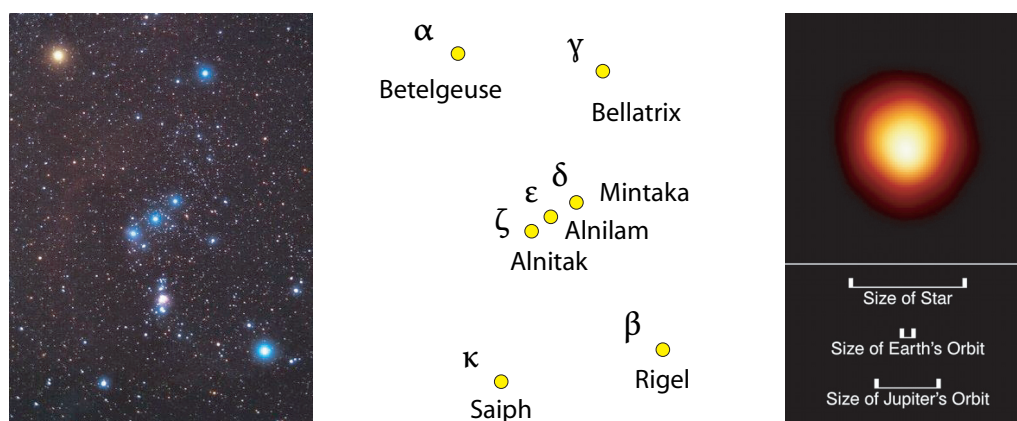 α
Betelgeuse
γ
Bellatrix
δ
Mintaka
ε
Alnilam
ζ
Alnitak
β
Rigel
κ
Saiph
Size of Star
Size of Earth's Orbit
Size of Jupiter's Orbit